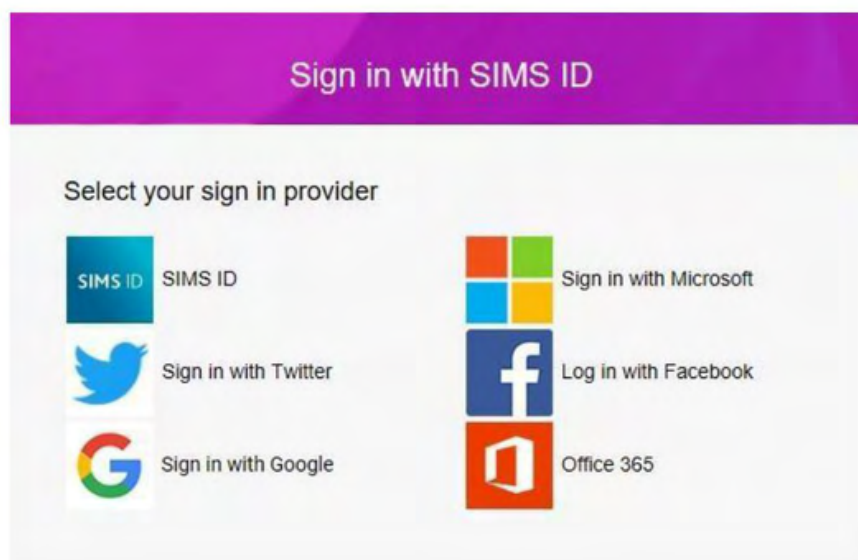 Sign in with SIMS ID
Select your sign in provider
SIMS ID
SIMS ID
Sign in with Microsoft
Sign in with Twitter
Log in with Facebook
Sign in with Google
Office 365